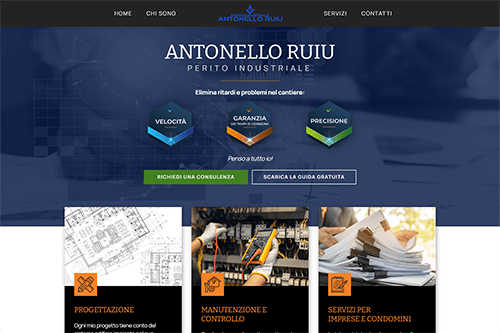 HOME CHI SONO ANTONELLO RUIU SERVIZI CONTATTI
ANTONELLO RUIU
PERITO INDUSTRIALE
Elimina ritardi e problemi nel cantiere:
VELOCITÀ
GARANZIA
DEI TEMPI DI CONSEGNA
PRECISIONE
Penso a tutto io!
RICHIEDI UNA CONSULENZA SCARICA LA GUIDA GRATUITA
PROGETTAZIONE
Ogni mio progetto tiene conto del
MANUTENZIONE E
CONTROLLO
SERVIZI PER
IMPRESE E CONDOMINI